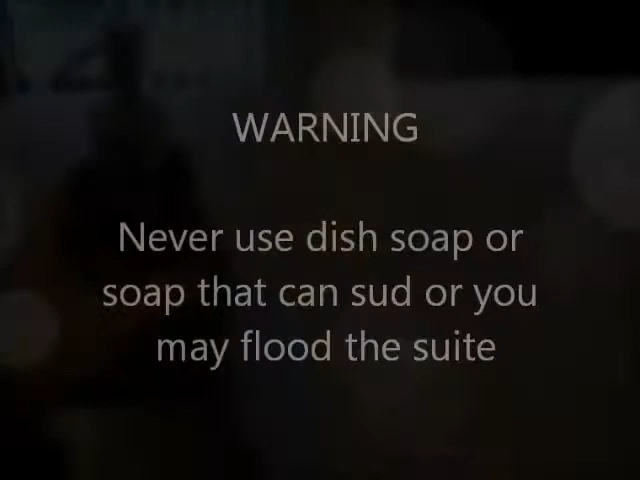 WARNING
Never use dish soap or
soap that can sud or you
may flood the suite